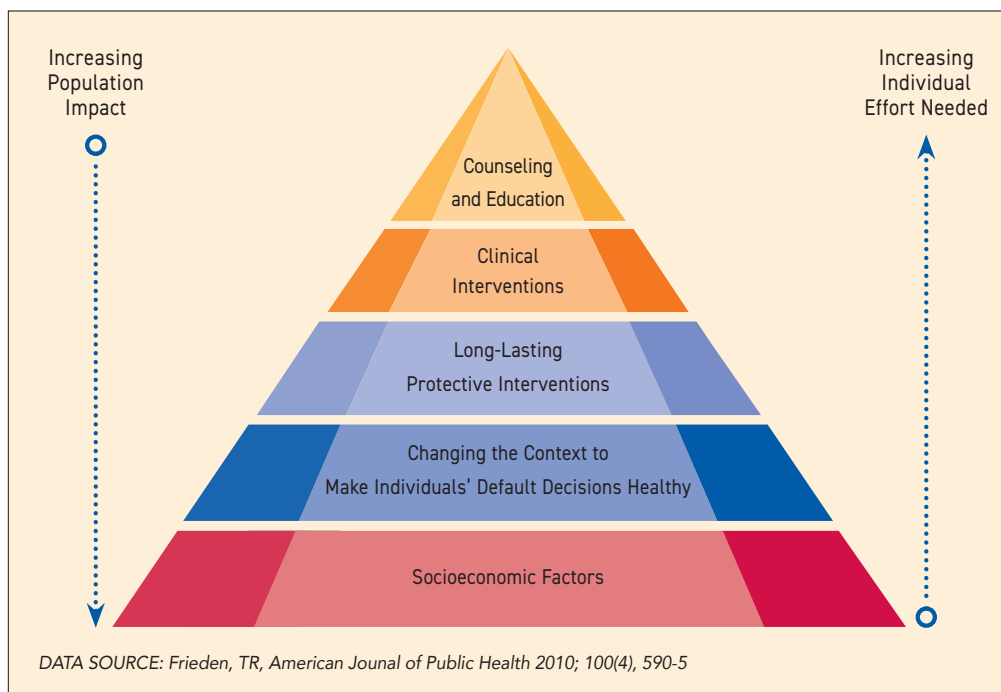 Increasing
Population
Impact
Increasing
Individual
Effort Needed
Counseling
and Education
Clinical
Interventions
Long-Lasting
Protective Interventions
Changing the Context to
Make Individuals’ Default Decisions Healthy
Socioeconomic Factors
DATA SOURCE: Frieden, TR, American Jounal of Public Health 2010; 100(4), 590-5